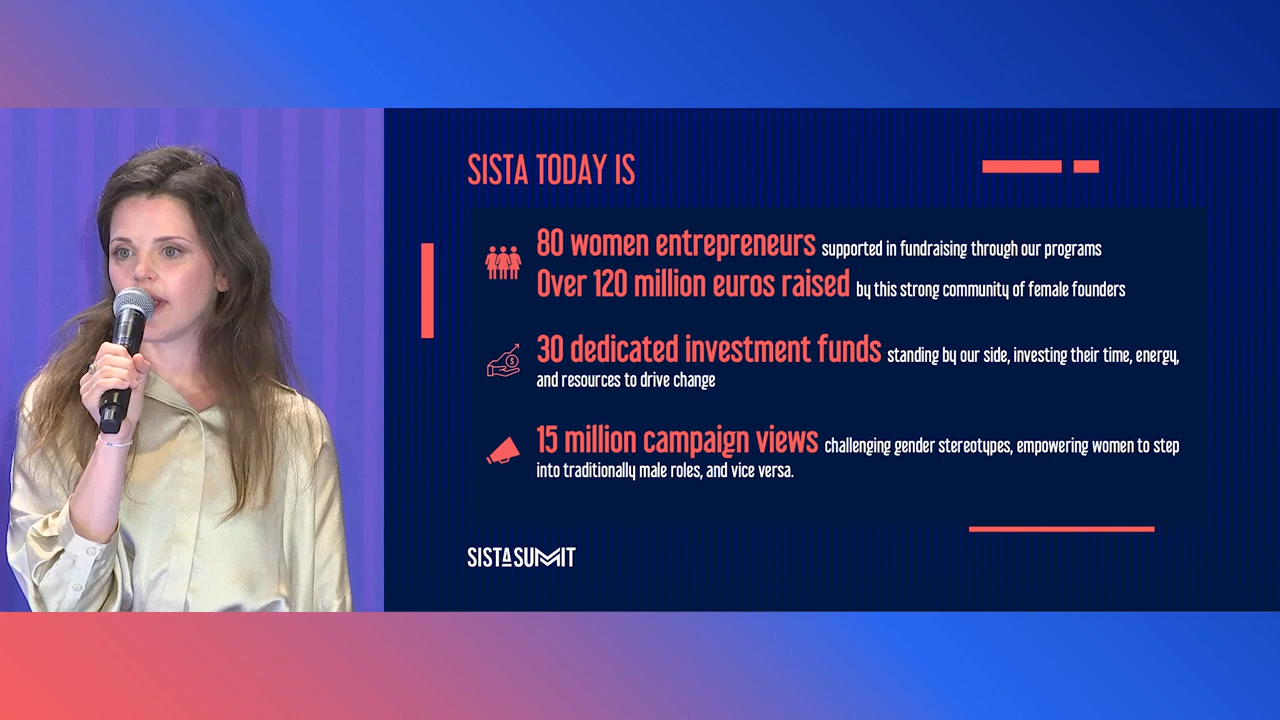 SISTA TODAY IS
80 women entrepreneurs supported in fundraising through our programs
Over 120 million euros raised by this strong community of female founders
30 dedicated investment funds standing by our side, investing their time, energy,
and resources to drive change
15 million campaign views challenging gender stereotypes, empowering women to step
into traditionally male roles, and vice versa.
SISTA SUMMIT